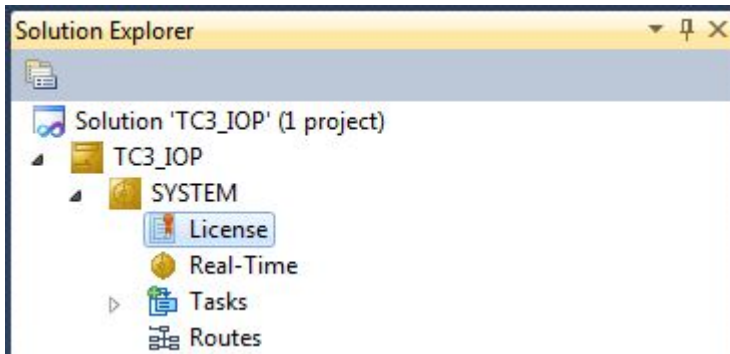 Solution Explorer
Solution 'TC3_IOP' (1 project)
TC3_IOP
SYSTEM
License
Real-Time
Tasks
Routes